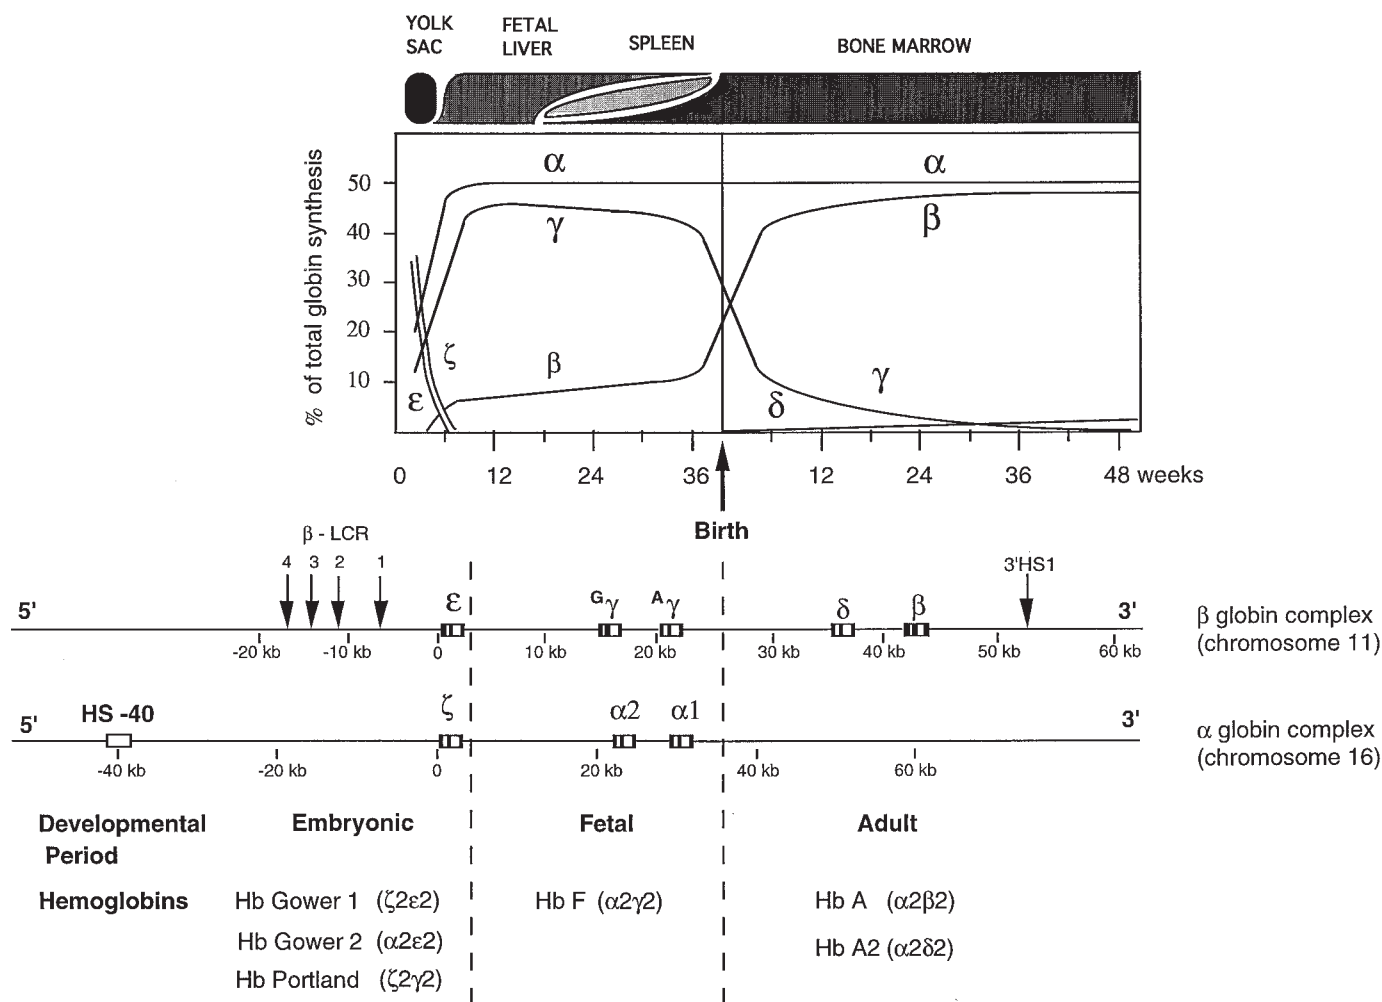 YOLK SAC
FETAL LIVER
SPLEEN
BONE MARROW
% of total globin synthesis
50
40
30
20
10
α
α
γ
β
β
ζ
ε
γ
δ
0 12 24 36 12 24 36 48 weeks
Birth
β - LCR
4 3 2 1
3'HS1
5' ε Gγ Aγ δ β 3'
β globin complex
(chromosome 11)
-20 kb -10 kb 0 10 kb 20 kb 30 kb 40 kb 50 kb 60 kb
5' HS -40 ζ α2 α1 3'
α globin complex
(chromosome 16)
-40 kb -20 kb 0 20 kb 40 kb 60 kb
Developmental Embryonic Fetal Adult
Period
Hemoglobins Hb Gower 1 (ζ2ε2) Hb F (α2γ2) Hb A (α2β2)
Hb Gower 2 (α2ε2) Hb A2 (α2δ2)
Hb Portland (ζ2γ2)